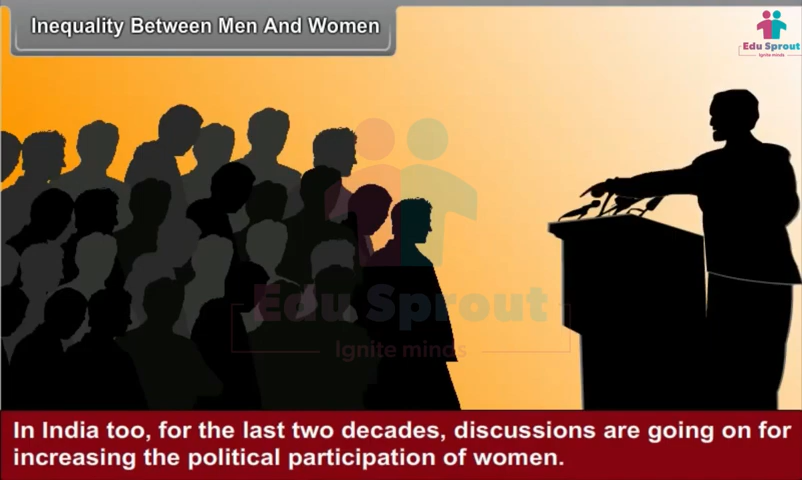 Inequality Between Men And Women
Edu Sprout
Ignite minds
Edu Sprout
Ignite minds
In India too, for the last two decades, discussions are going on for
increasing the political participation of women.